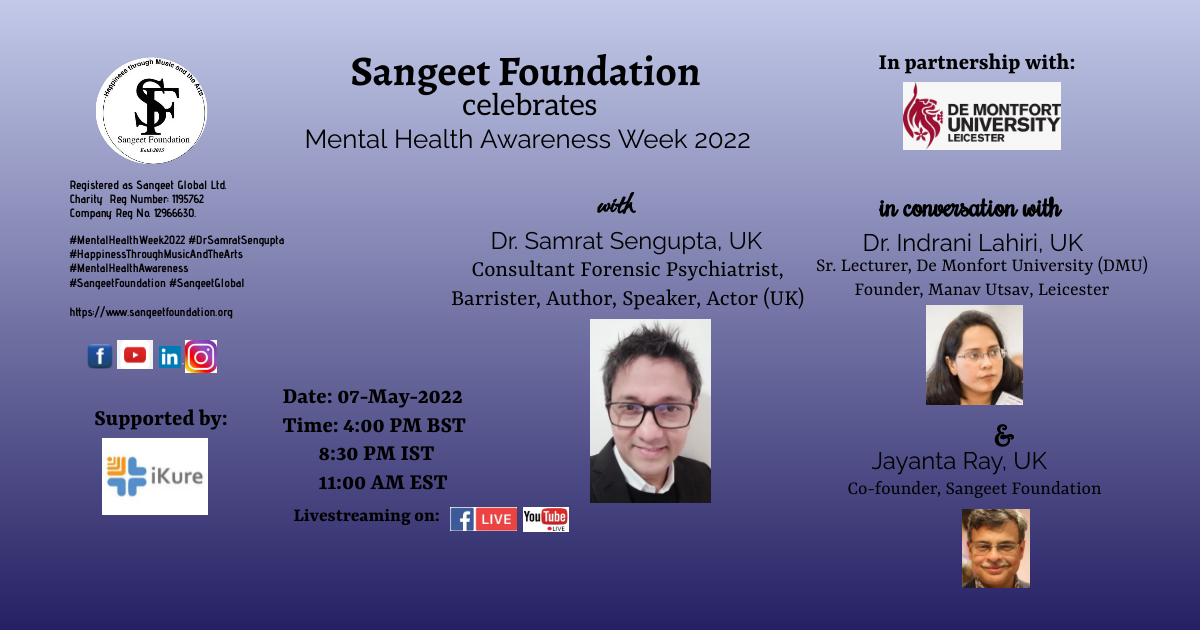 Happiness through Music and the Arts
SF
Sangeet Foundation
Estd 2015
Registered as Sangeet Global Ltd.
Charity Reg Number: 1195762
Company Reg No. 12966630.
#MentalHealthWeek2022 #DrSamratSengupta
#HappinessThroughMusicAndTheArts
#MentalHealthAwareness
#SangeetFoundation #SangeetGlobal
https://www.sangeetfoundation.org
f
in
Supported by:
iKure
Sangeet Foundation
celebrates
Mental Health Awareness Week 2022
with
Dr. Samrat Sengupta, UK
Consultant Forensic Psychiatrist,
Barrister, Author, Speaker, Actor (UK)
Date: 07-May-2022
Time: 4:00 PM BST
8:30 PM IST
11:00 AM EST
Livestreaming on:
f LIVE
YouTube
LIVE
In partnership with:
DE MONTFORT
UNIVERSITY
LEICESTER
in conversation with
Dr. Indrani Lahiri, UK
Sr. Lecturer, De Monfort University (DMU)
Founder, Manav Utsav, Leicester
&
Jayanta Ray, UK
Co-founder, Sangeet Foundation